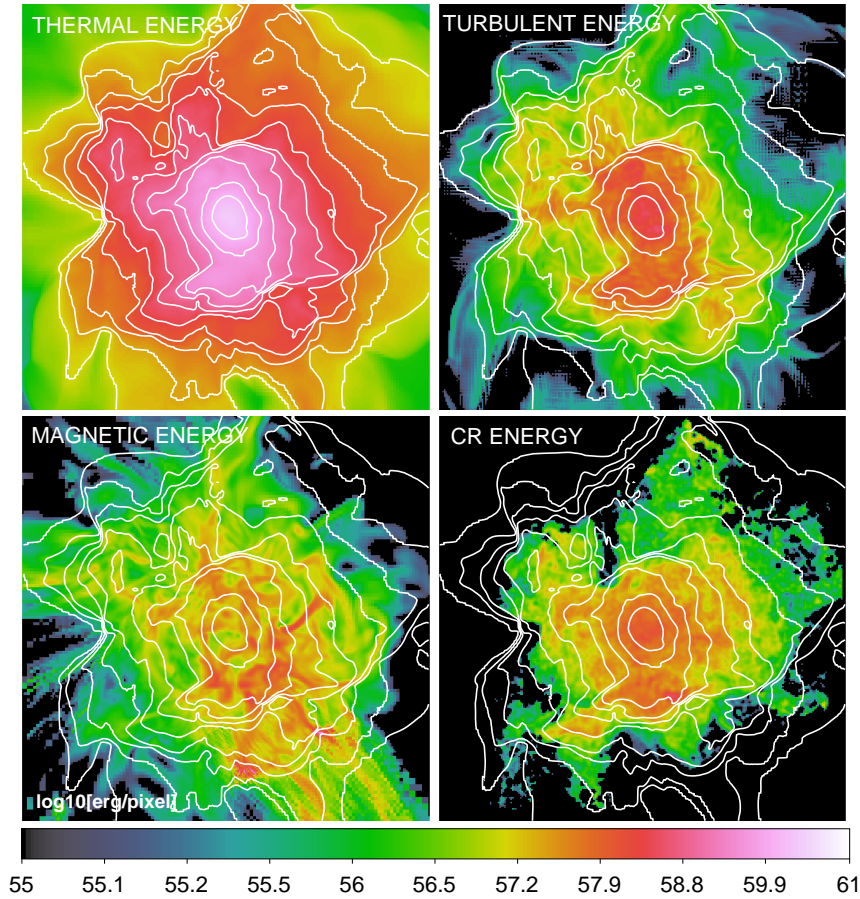 THERMAL ENERGY
TURBULENT ENERGY
MAGNETIC ENERGY
CR ENERGY
log10[erg/pixel]
55 55.1 55.2 55.5 56 56.5 57.2 57.9 58.8 59.9 61